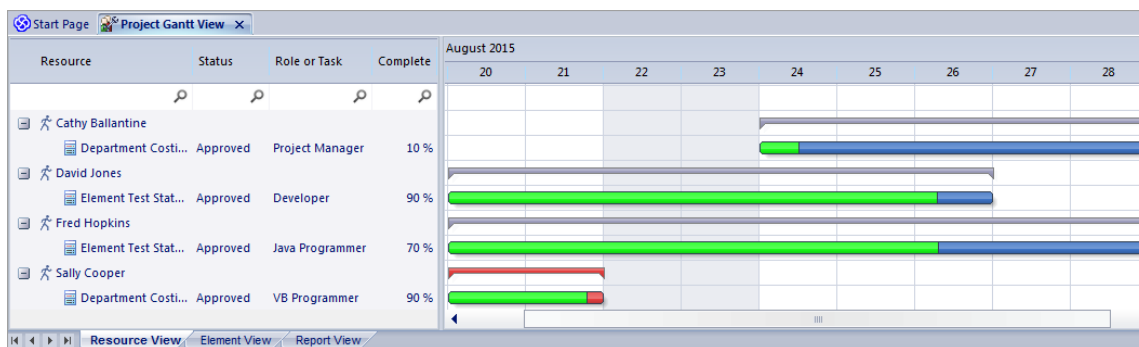 Start Page Project Gantt View X
August 2015
Resource Status Role or Task Complete
20 21 22 23 24 25 26 27 28
Cathy Ballantine
Department Costi... Approved Project Manager 10 %
David Jones
Element Test Stat... Approved Developer 90 %
Fred Hopkins
Element Test Stat... Approved Java Programmer 70 %
Sally Cooper
Department Costi... Approved VB Programmer 90 %
Resource View Element View Report View